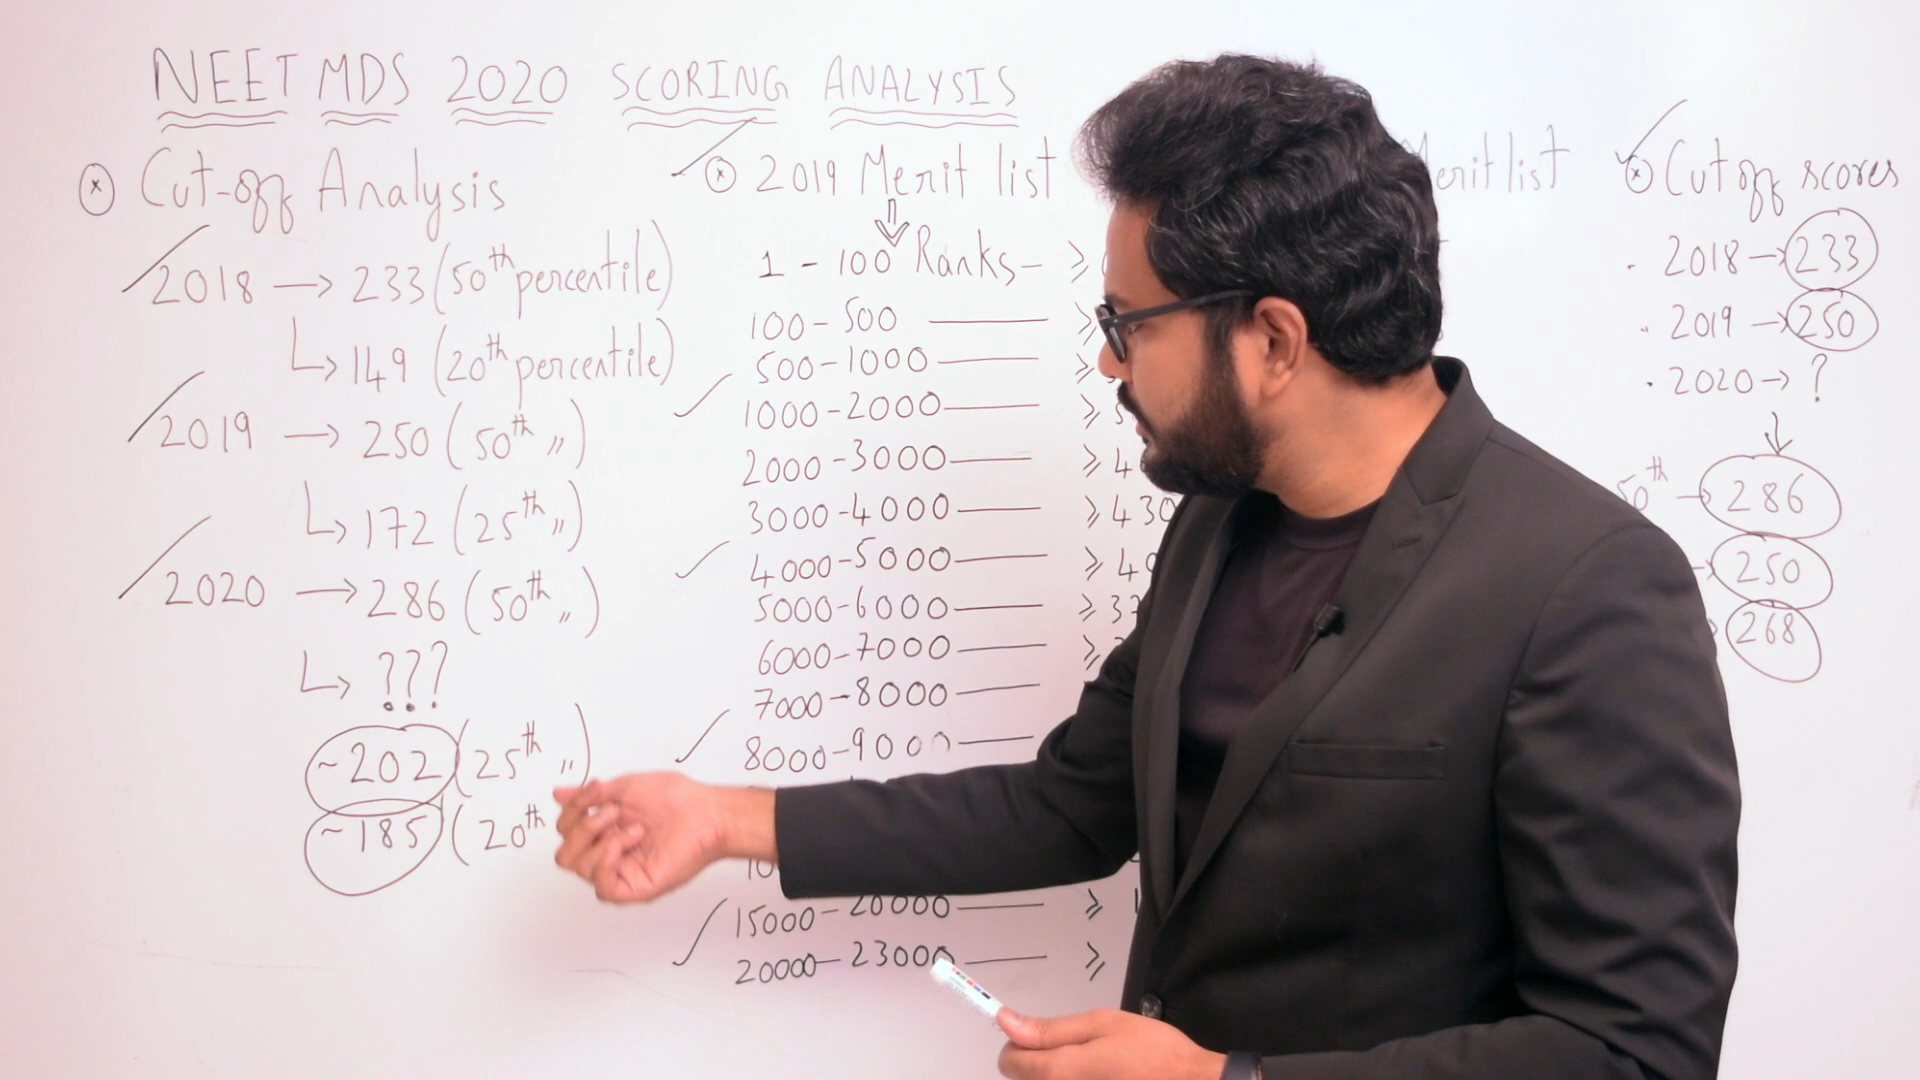 NEET MDS 2020 SCORING ANALYSIS
Cut-off Analysis
2018 → 233 (50th percentile)
↳ 149 (20th percentile)
2019 → 250 (50th 〃)
↳ 172 (25th 〃)
2020 → 286 (50th 〃)
↳ ???
~202 (25th 〃)
~185 (20th
2019 Merit list
⇓
1 - 100 Ranks - ≥
100 - 500 — ≥
500 - 1000 — ≥
1000 - 2000 — ≥
2000 - 3000 — ≥
3000 - 4000 — ≥ 430
4000 - 5000 — ≥
5000 - 6000 — ≥
6000 - 7000 — ≥
7000 - 8000 —
8000 - 9000 —
15000 - 20000 — ≥
20000 - 23000 — ≥
list
Cut off scores
2018 → 233
2019 → 250
2020 → ?
↓
50th → 286
→ 250
268